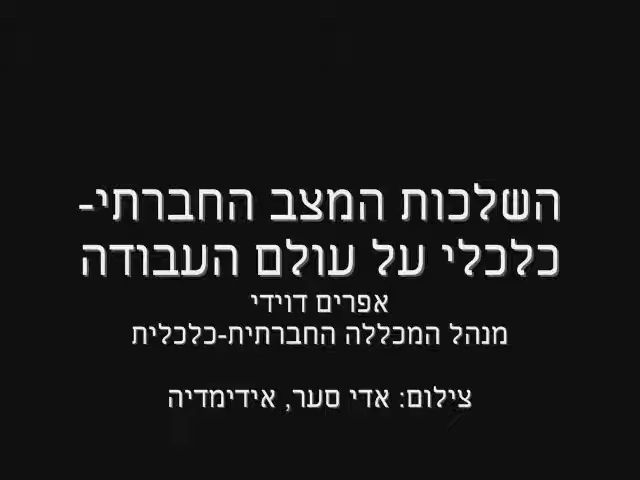 השלכות המצב החברתי-
כלכלי על עולם העבודה
אפרים דוידי
מנהל המכללה החברתית-כלכלית
צילום: אדי סער, אידימדיה